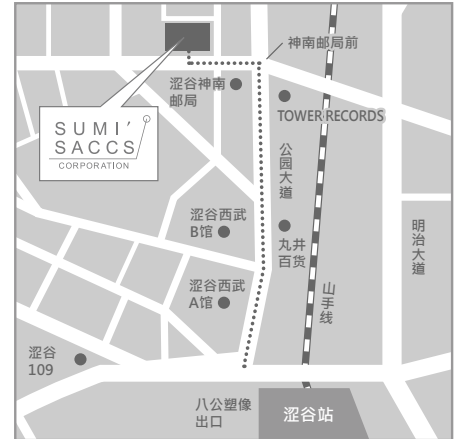 神南邮局前
涩谷神南
邮局
TOWER RECORDS
SUMI'
SACCS
CORPORATION
公园大道
涩谷西武
B馆
丸井
百货
明治大道
涩谷西武
A馆
山手线
涩谷
109
八公塑像
出口
涩谷站